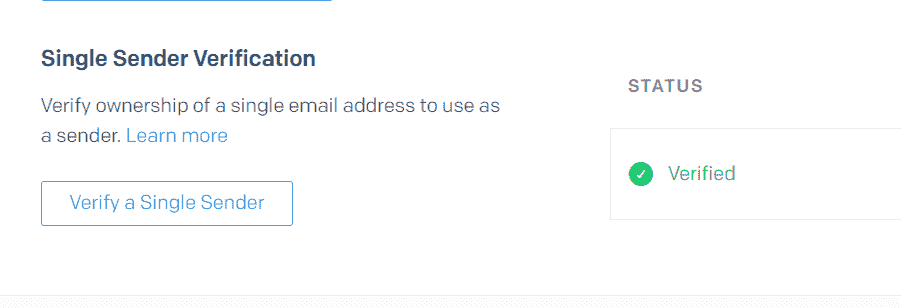 Single Sender Verification
Verify ownership of a single email address to use as
a sender. Learn more
Verify a Single Sender
STATUS
Verified